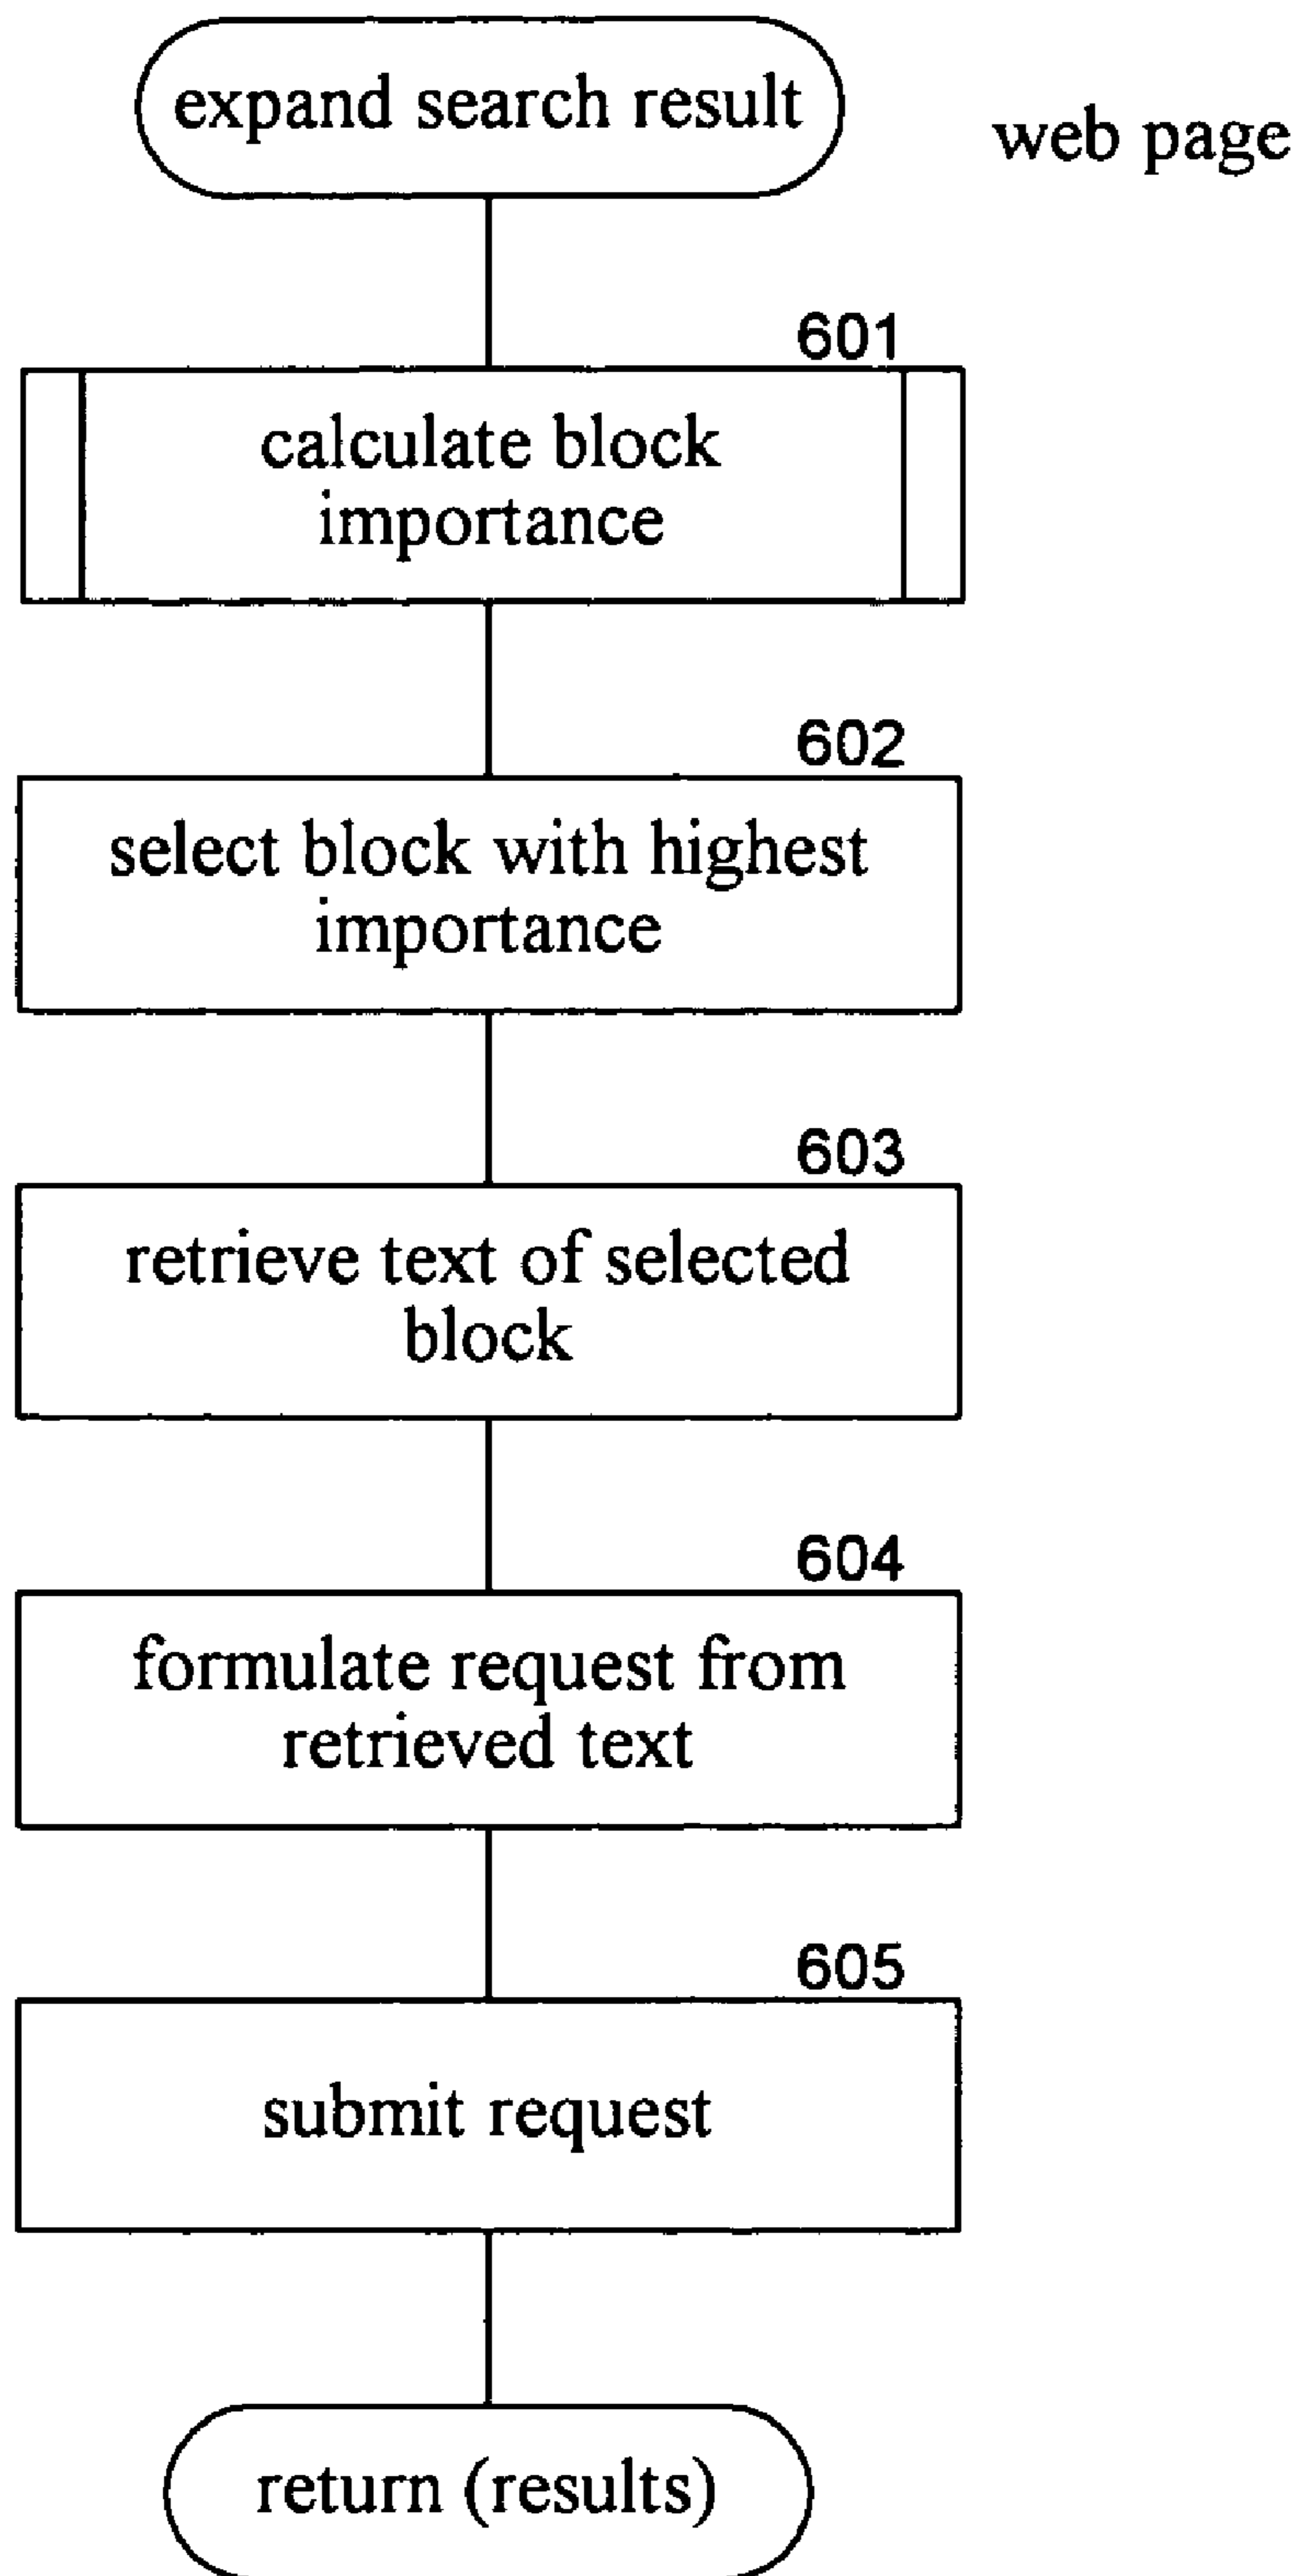 expand search result
web page
601
calculate block
importance
602
select block with highest
importance
603
retrieve text of selected
block
604
formulate request from
retrieved text
605
submit request
return (results)